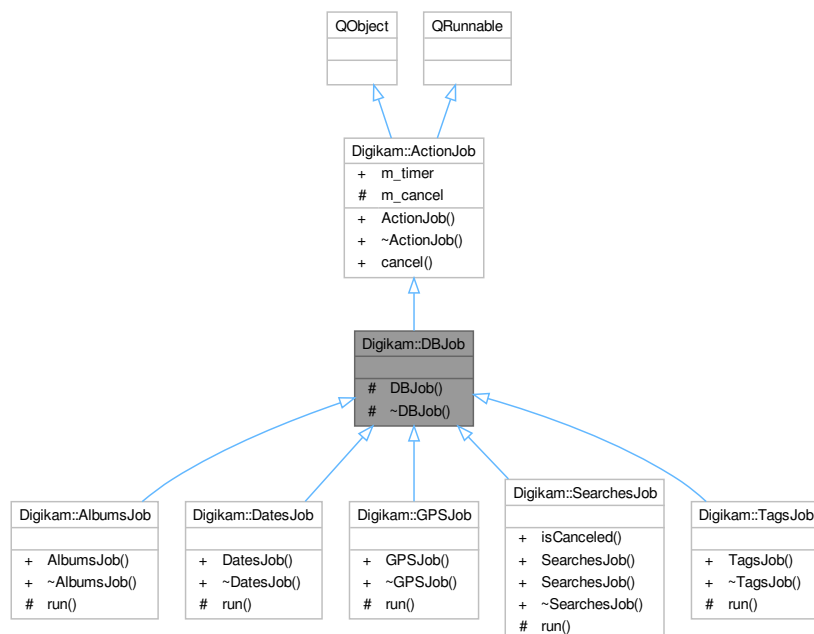 QObject
QRunnable
Digikam::ActionJob
+ m_timer
# m_cancel
+ ActionJob()
+ ~ActionJob()
+ cancel()
Digikam::DBJob
# DBJob()
# ~DBJob()
Digikam::AlbumsJob
+ AlbumsJob()
+ ~AlbumsJob()
# run()
Digikam::DatesJob
+ DatesJob()
+ ~DatesJob()
# run()
Digikam::GPSJob
+ GPSJob()
+ ~GPSJob()
# run()
Digikam::SearchesJob
+ isCanceled()
+ SearchesJob()
+ SearchesJob()
+ ~SearchesJob()
# run()
Digikam::TagsJob
+ TagsJob()
+ ~TagsJob()
# run()